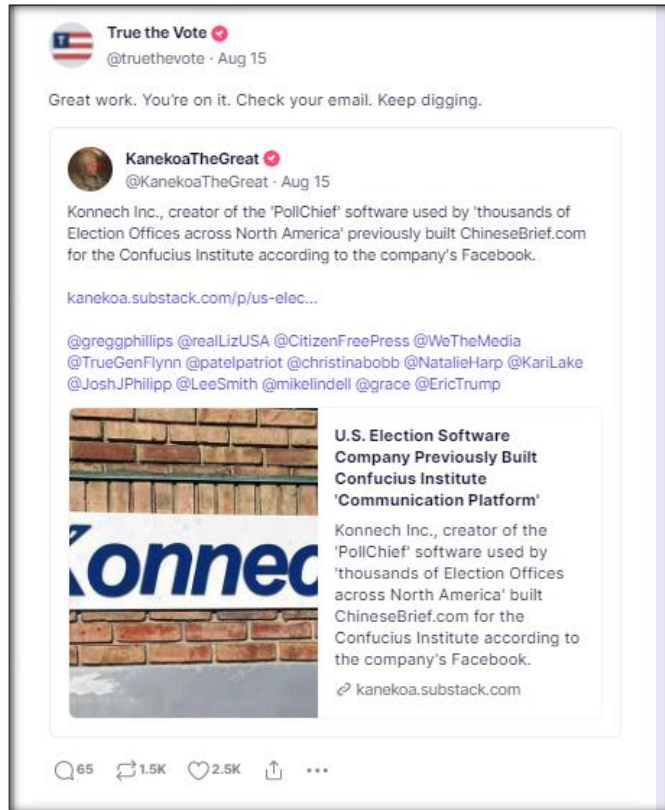 True the Vote
@truethevote · Aug 15
Great work. You're on it. Check your email. Keep digging.
KanekoaTheGreat
@KanekoaTheGreat · Aug 15
Konnech Inc., creator of the 'PollChief' software used by 'thousands of
Election Offices across North America' previously built ChineseBrief.com
for the Confucius Institute according to the company's Facebook.
kanekoa.substack.com/p/us-elec...
@greggphillips @realLizUSA @CitizenFreePress @WeTheMedia
@TrueGenFlynn @patelpatriot @christinabobb @NatalieHarp @KariLake
@JoshJPhilipp @LeeSmith @mikelindell @grace @EricTrump
Konnec
U.S. Election Software
Company Previously Built
Confucius Institute
'Communication Platform'
Konnech Inc., creator of the
'PollChief' software used by
'thousands of Election Offices
across North America' built
ChineseBrief.com for the
Confucius Institute according to
the company's Facebook.
kanekoa.substack.com
65 1.5K 2.5K